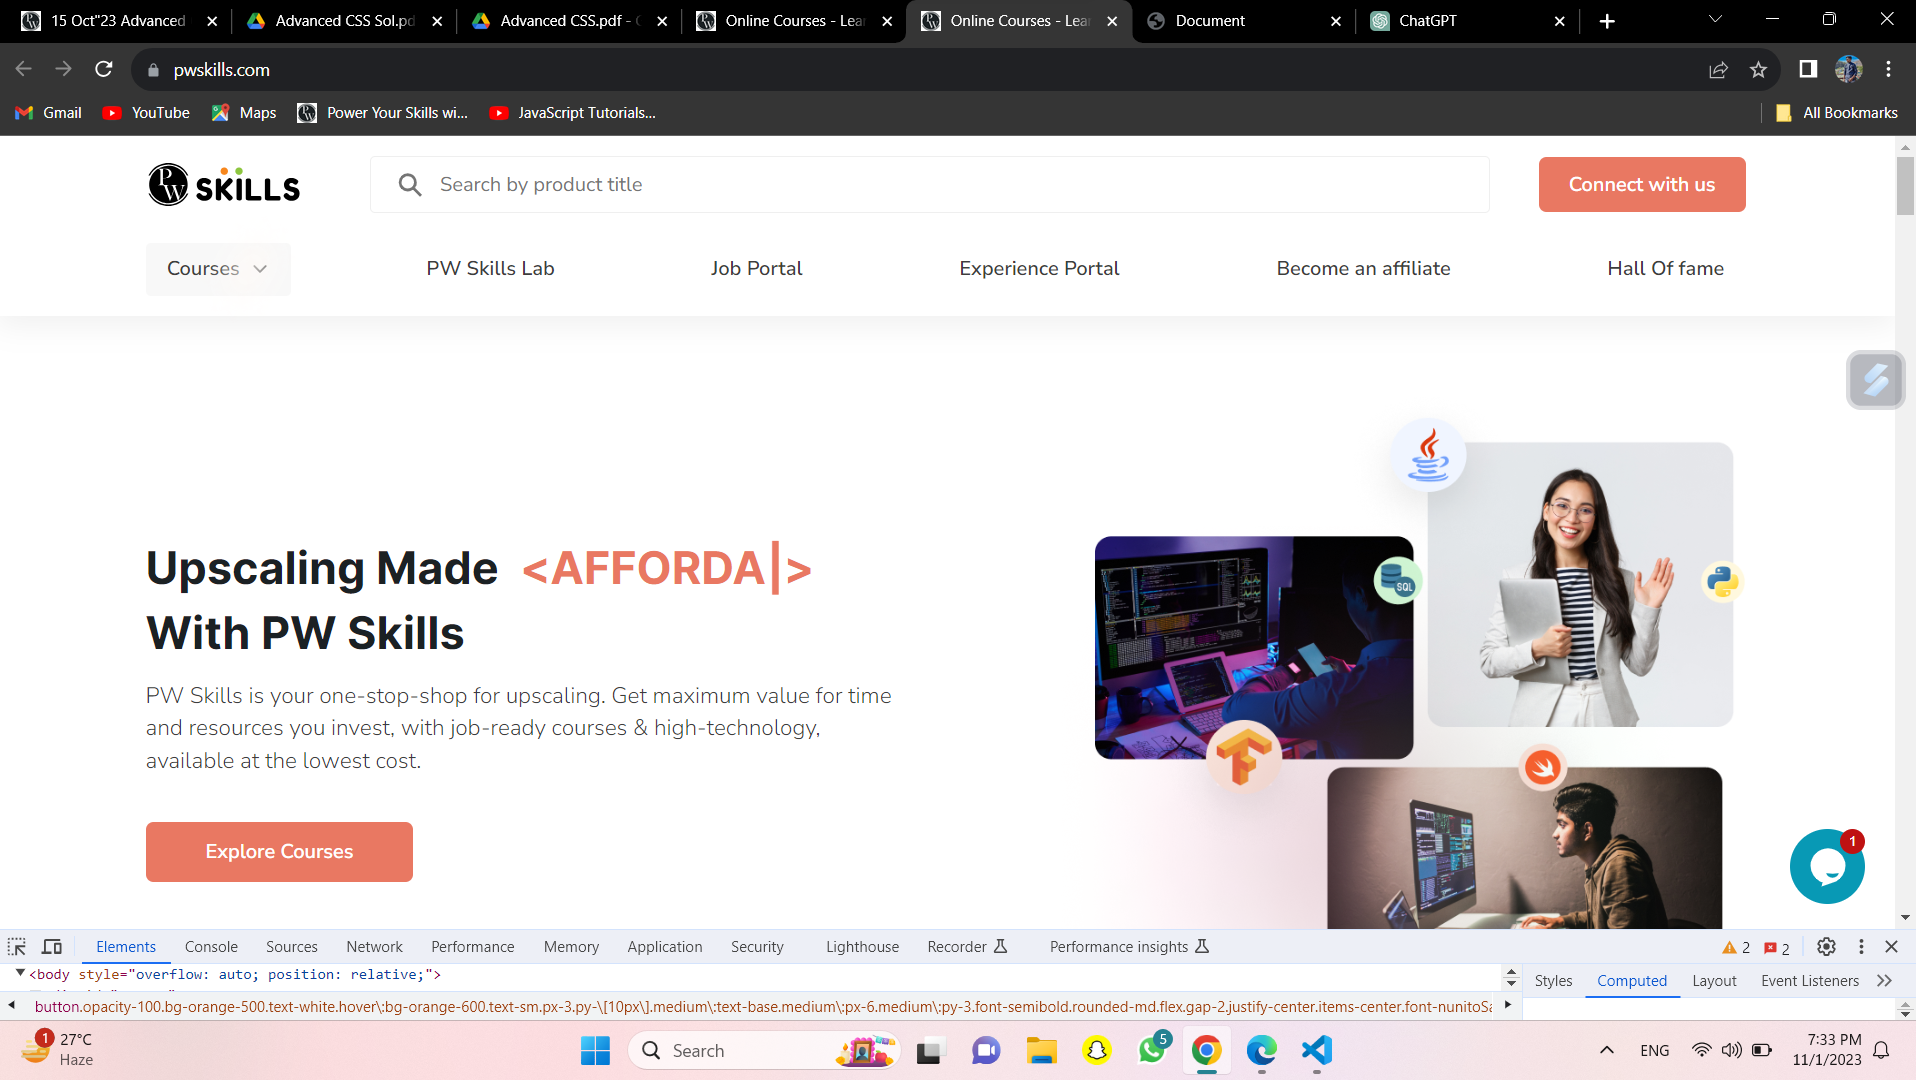 15 Oct"23 Advanced
Advanced CSS Sol.pd
Advanced CSS.pdf - G
Online Courses - Lear
Online Courses - Lear
Document
ChatGPT
pwskills.com
Gmail
YouTube
Maps
Power Your Skills wi...
JavaScript Tutorials...
All Bookmarks
PW SKILLS
Search by product title
Connect with us
Courses
PW Skills Lab
Job Portal
Experience Portal
Become an affiliate
Hall Of fame
Upscaling Made <AFFORDA|>
With PW Skills
PW Skills is your one-stop-shop for upscaling. Get maximum value for time
and resources you invest, with job-ready courses & high-technology,
available at the lowest cost.
Explore Courses
SQL
1
Elements
Console
Sources
Network
Performance
Memory
Application
Security
Lighthouse
Recorder
Performance insights
2
2
<body style="overflow: auto; position: relative;">
Styles
Computed
Layout
Event Listeners
button.opacity-100.bg-orange-500.text-white.hover\:bg-orange-600.text-sm.px-3.py-\[10px\].medium\:text-base.medium\:px-6.medium\:py-3.font-semibold.rounded-md.flex.gap-2.justify-center.items-center.font-nunitoSa
1
27°C
Haze
Search
5
ENG
7:33 PM
11/1/2023